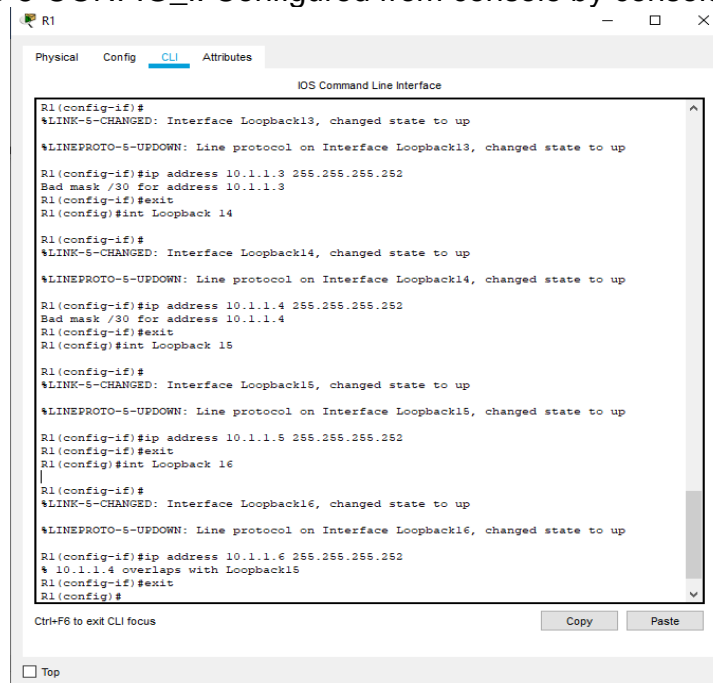 R1
Physical Config CLI Attributes
IOS Command Line Interface
R1(config-if)#
%LINK-5-CHANGED: Interface Loopback13, changed state to up
%LINEPROTO-5-UPDOWN: Line protocol on Interface Loopback13, changed state to up
R1(config-if)#ip address 10.1.1.3 255.255.255.252
Bad mask /30 for address 10.1.1.3
R1(config-if)#exit
R1(config)#int Loopback 14
R1(config-if)#
%LINK-5-CHANGED: Interface Loopback14, changed state to up
%LINEPROTO-5-UPDOWN: Line protocol on Interface Loopback14, changed state to up
R1(config-if)#ip address 10.1.1.4 255.255.255.252
Bad mask /30 for address 10.1.1.4
R1(config-if)#exit
R1(config)#int Loopback 15
R1(config-if)#
%LINK-5-CHANGED: Interface Loopback15, changed state to up
%LINEPROTO-5-UPDOWN: Line protocol on Interface Loopback15, changed state to up
R1(config-if)#ip address 10.1.1.5 255.255.255.252
R1(config-if)#exit
R1(config)#int Loopback 16
R1(config-if)#
%LINK-5-CHANGED: Interface Loopback16, changed state to up
%LINEPROTO-5-UPDOWN: Line protocol on Interface Loopback16, changed state to up
R1(config-if)#ip address 10.1.1.6 255.255.255.252
% 10.1.1.4 overlaps with Loopback15
R1(config-if)#exit
R1(config)#
Ctrl+F6 to exit CLI focus
Copy Paste
Top